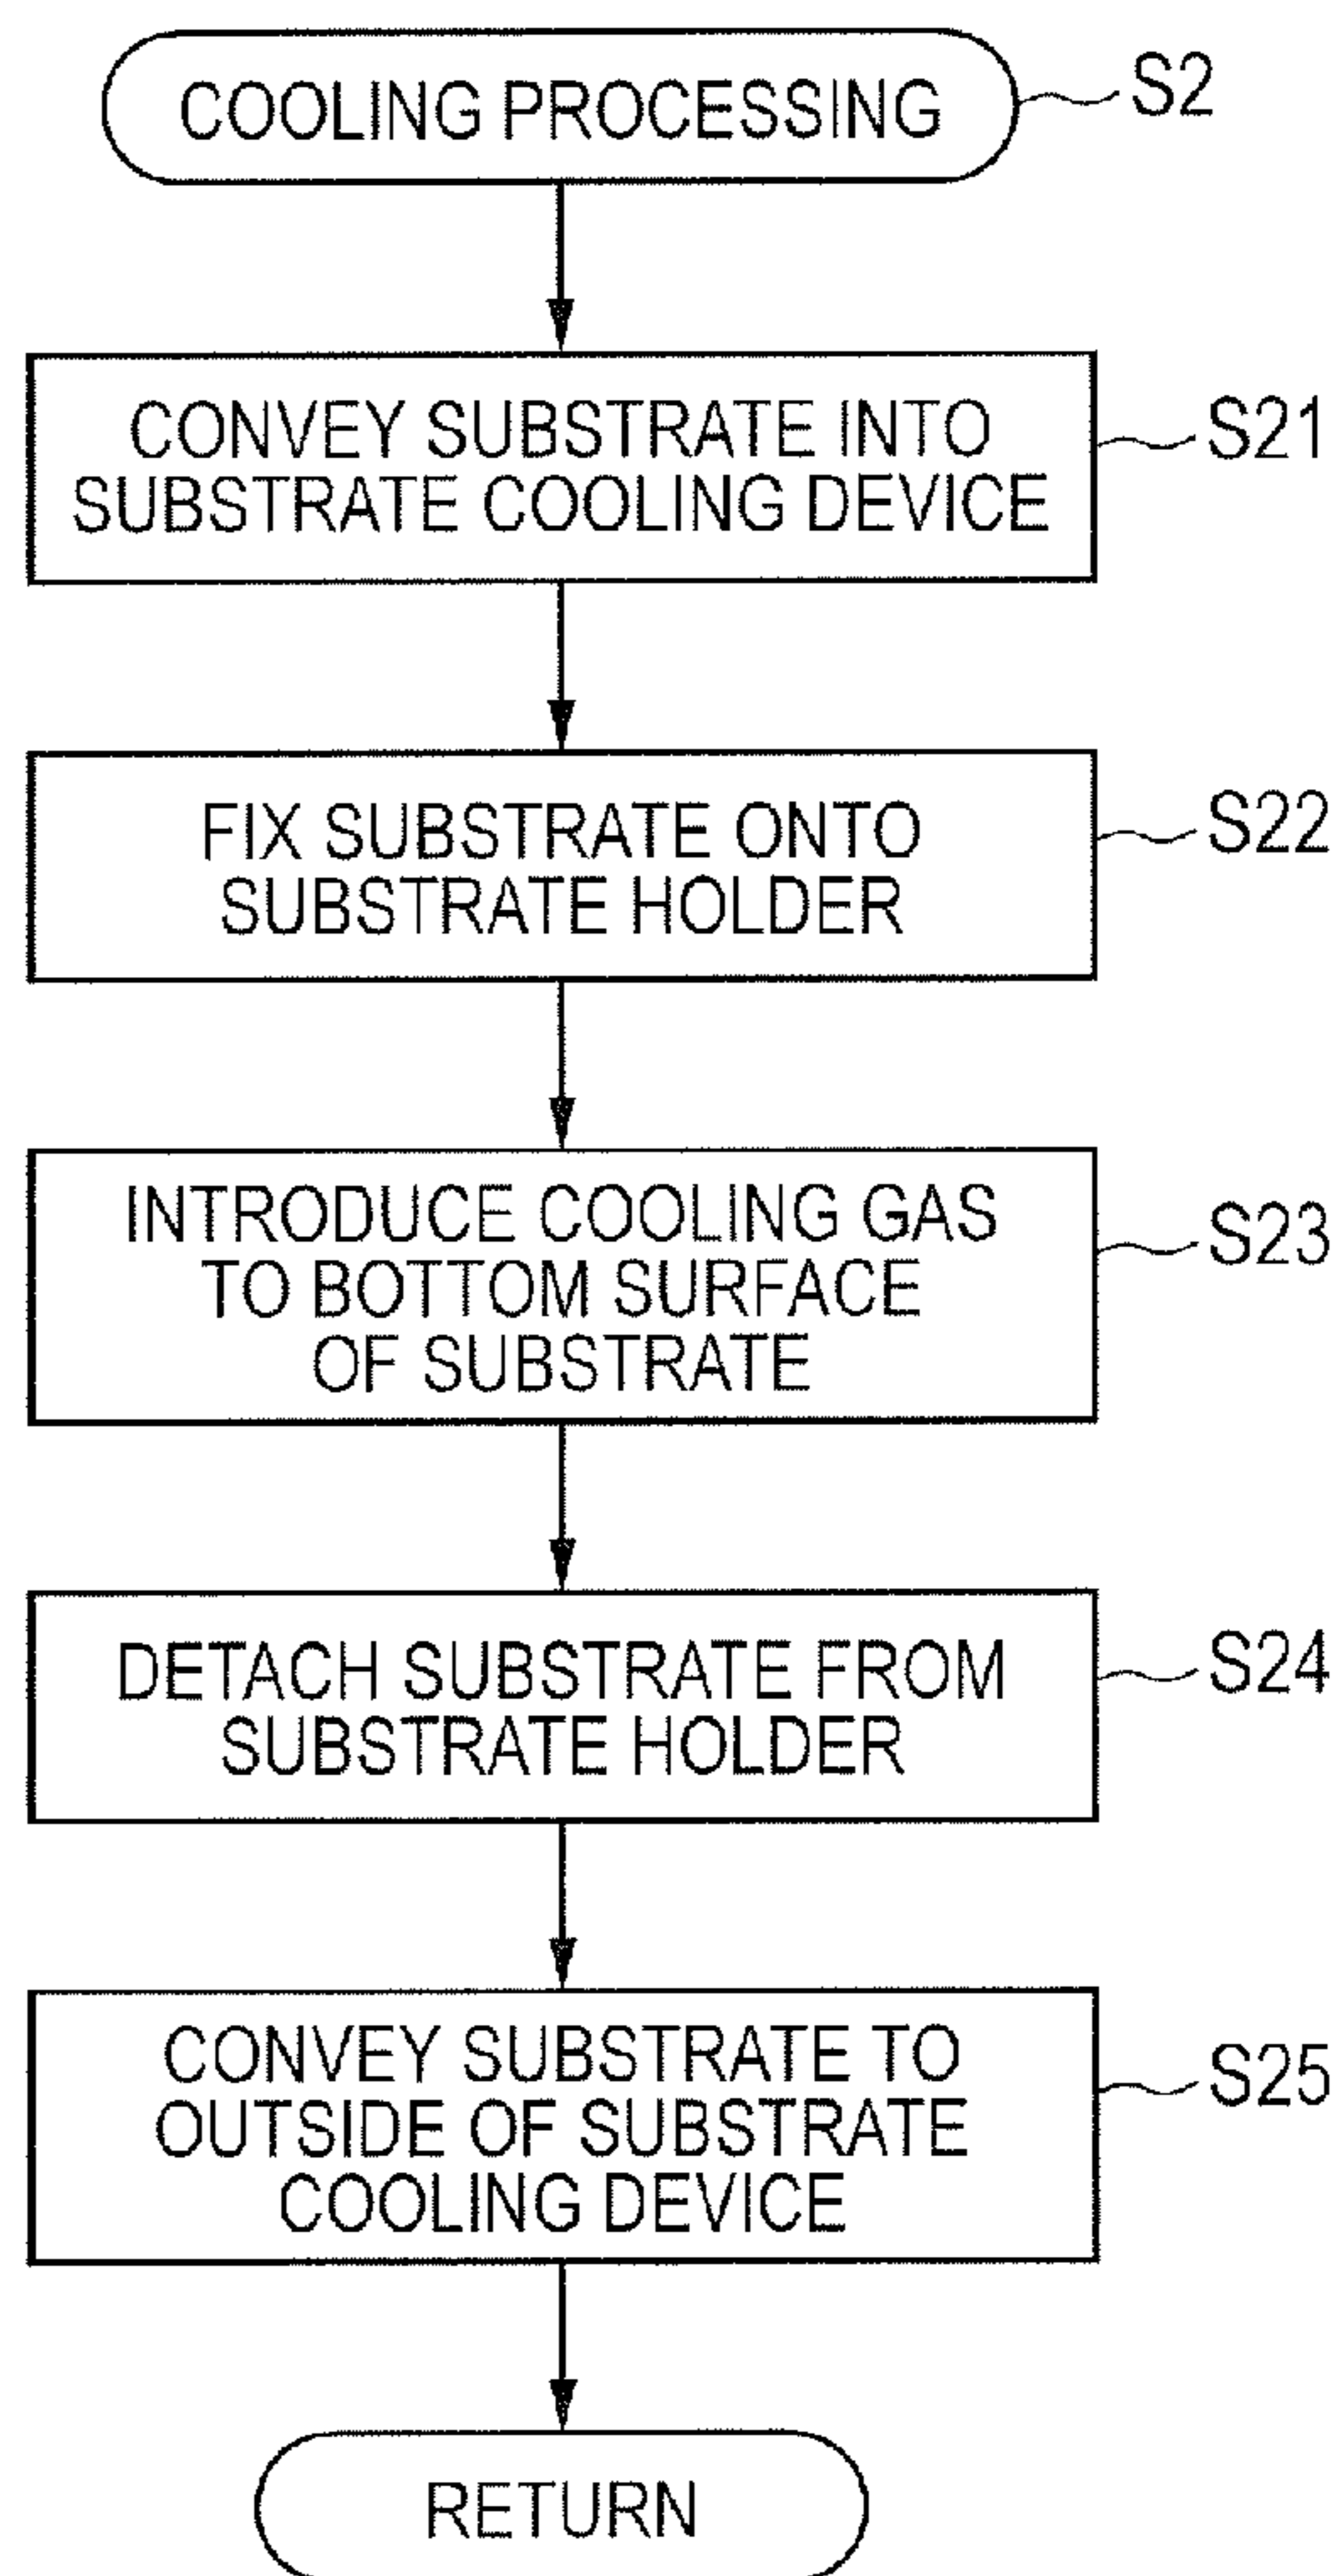 COOLING PROCESSING
S2
CONVEY SUBSTRATE INTO
SUBSTRATE COOLING DEVICE
S21
FIX SUBSTRATE ONTO
SUBSTRATE HOLDER
S22
INTRODUCE COOLING GAS
TO BOTTOM SURFACE
OF SUBSTRATE
S23
DETACH SUBSTRATE FROM
SUBSTRATE HOLDER
S24
CONVEY SUBSTRATE TO
OUTSIDE OF SUBSTRATE
COOLING DEVICE
S25
RETURN